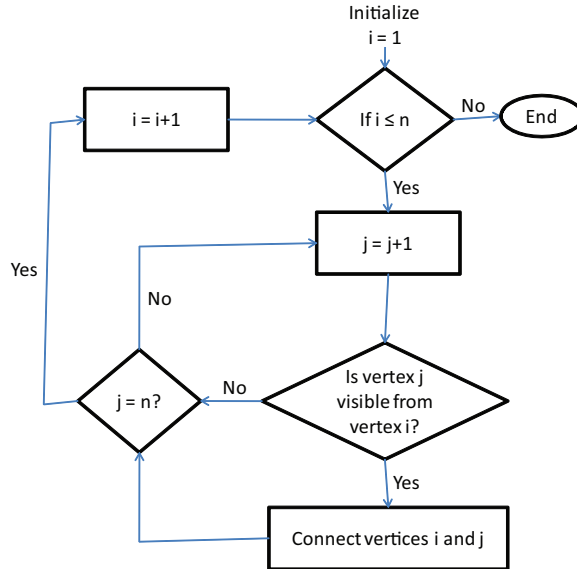 Initialize
i = 1
i = i+1
If i ≤ n
No
End
Yes
j = j+1
Yes
No
Is vertex j
visible from
vertex i?
No
j = n?
Yes
Connect vertices i and j